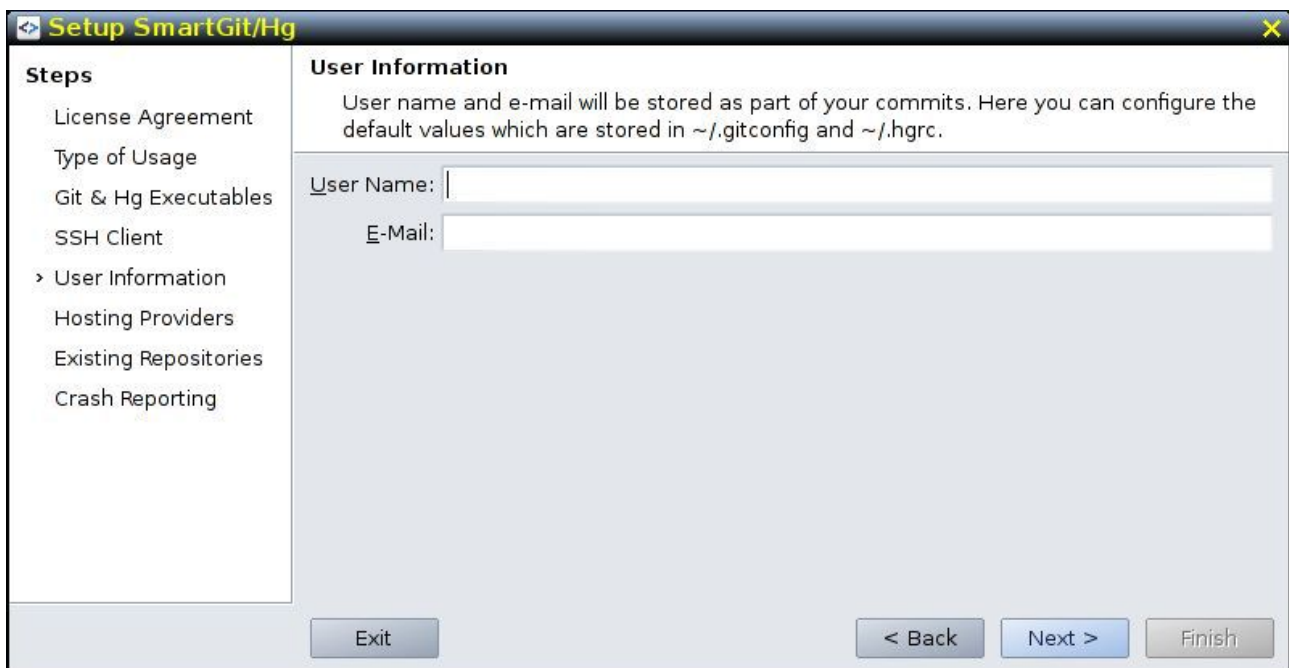 Setup SmartGit/Hg
Steps
License Agreement
Type of Usage
Git & Hg Executables
SSH Client
› User Information
Hosting Providers
Existing Repositories
Crash Reporting
User Information
User name and e-mail will be stored as part of your commits. Here you can configure the
default values which are stored in ~/.gitconfig and ~/.hgrc.
User Name:
E-Mail:
Exit
< Back
Next >
Finish